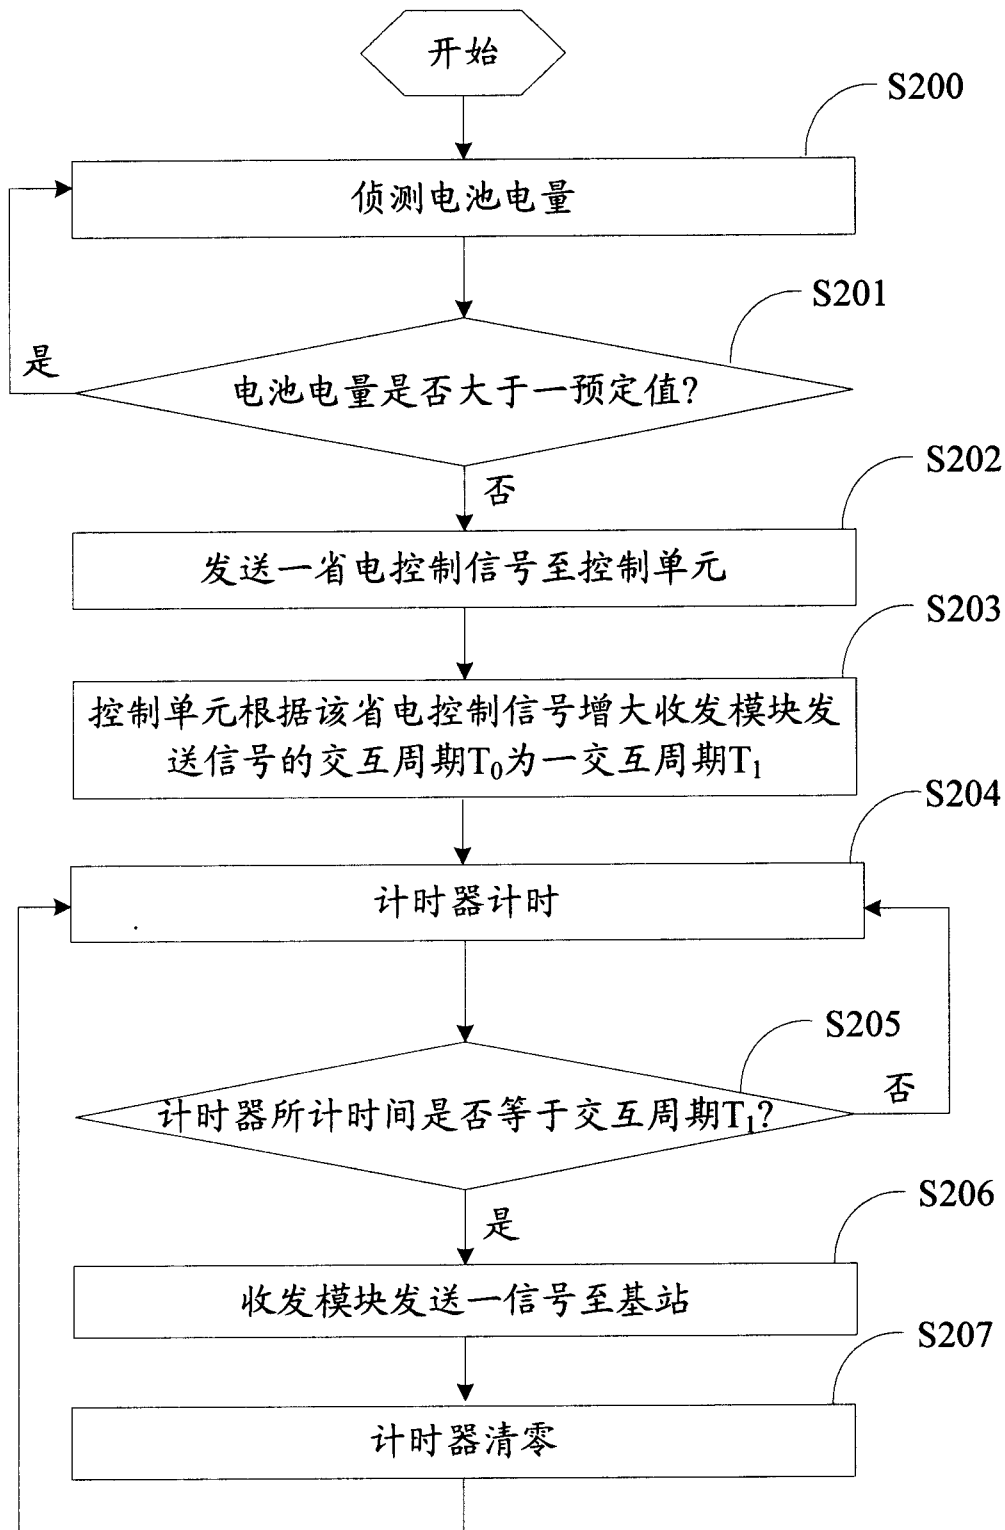 开始
S200
侦测电池电量
S201
是
电池电量是否大于一预定值?
S202
否
发送一省电控制信号至控制单元
S203
控制单元根据该省电控制信号增大收发模块发
送信号的交互周期T₀为一交互周期T₁
S204
计时器计时
S205
否
计时器所计时间是否等于交互周期T₁?
S206
是
收发模块发送一信号至基站
S207
计时器清零